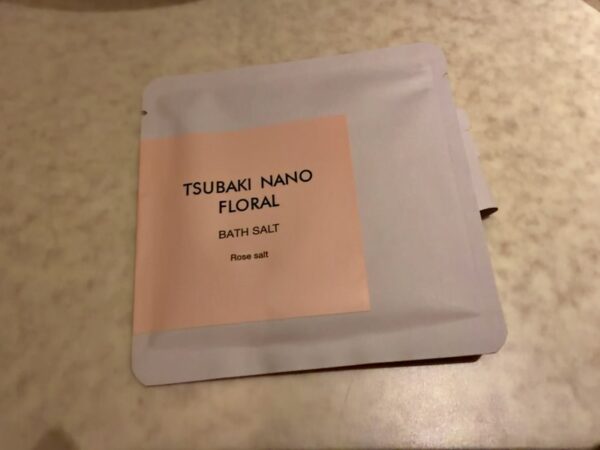 TSUBAKI NANO
FLORAL
BATH SALT
Rose salt